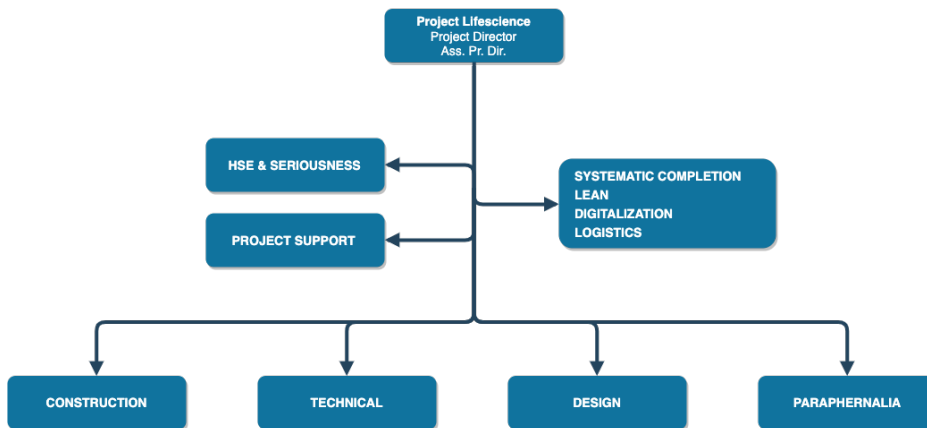 Project Lifescience
Project Director
Ass. Pr. Dir.
HSE & SERIOUSNESS
SYSTEMATIC COMPLETION
LEAN
DIGITALIZATION
LOGISTICS
PROJECT SUPPORT
CONSTRUCTION
TECHNICAL
DESIGN
PARAPHERNALIA